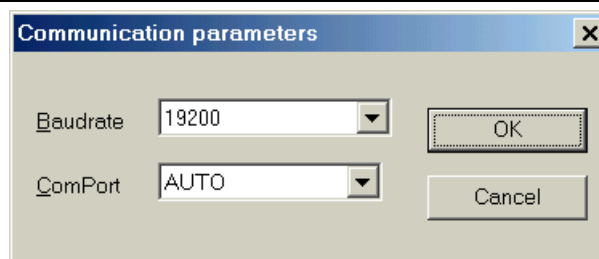 Communication parameters
Baudrate 19200
OK
ComPort AUTO
Cancel